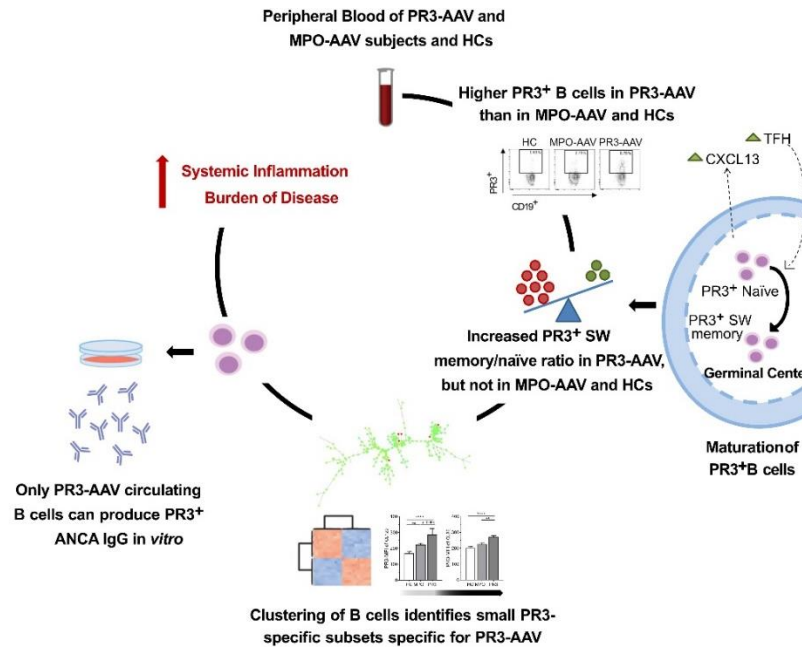 Peripheral Blood of PR3-AAV and
MPO-AAV subjects and HCs
Higher PR3+ B cells in PR3-AAV
than in MPO-AAV and HCs
HC MPO-AAV PR3-AAV
PR3+
CD19+
TFH
CXCL13
PR3+ Naïve
PR3+ SW
memory
Germinal Cente
Maturation of
PR3+B cells
Systemic Inflammation
Burden of Disease
Increased PR3+ SW
memory/naïve ratio in PR3-AAV,
but not in MPO-AAV and HCs
Only PR3-AAV circulating
B cells can produce PR3+
ANCA IgG in vitro
Clustering of B cells identifies small PR3-
specific subsets specific for PR3-AAV